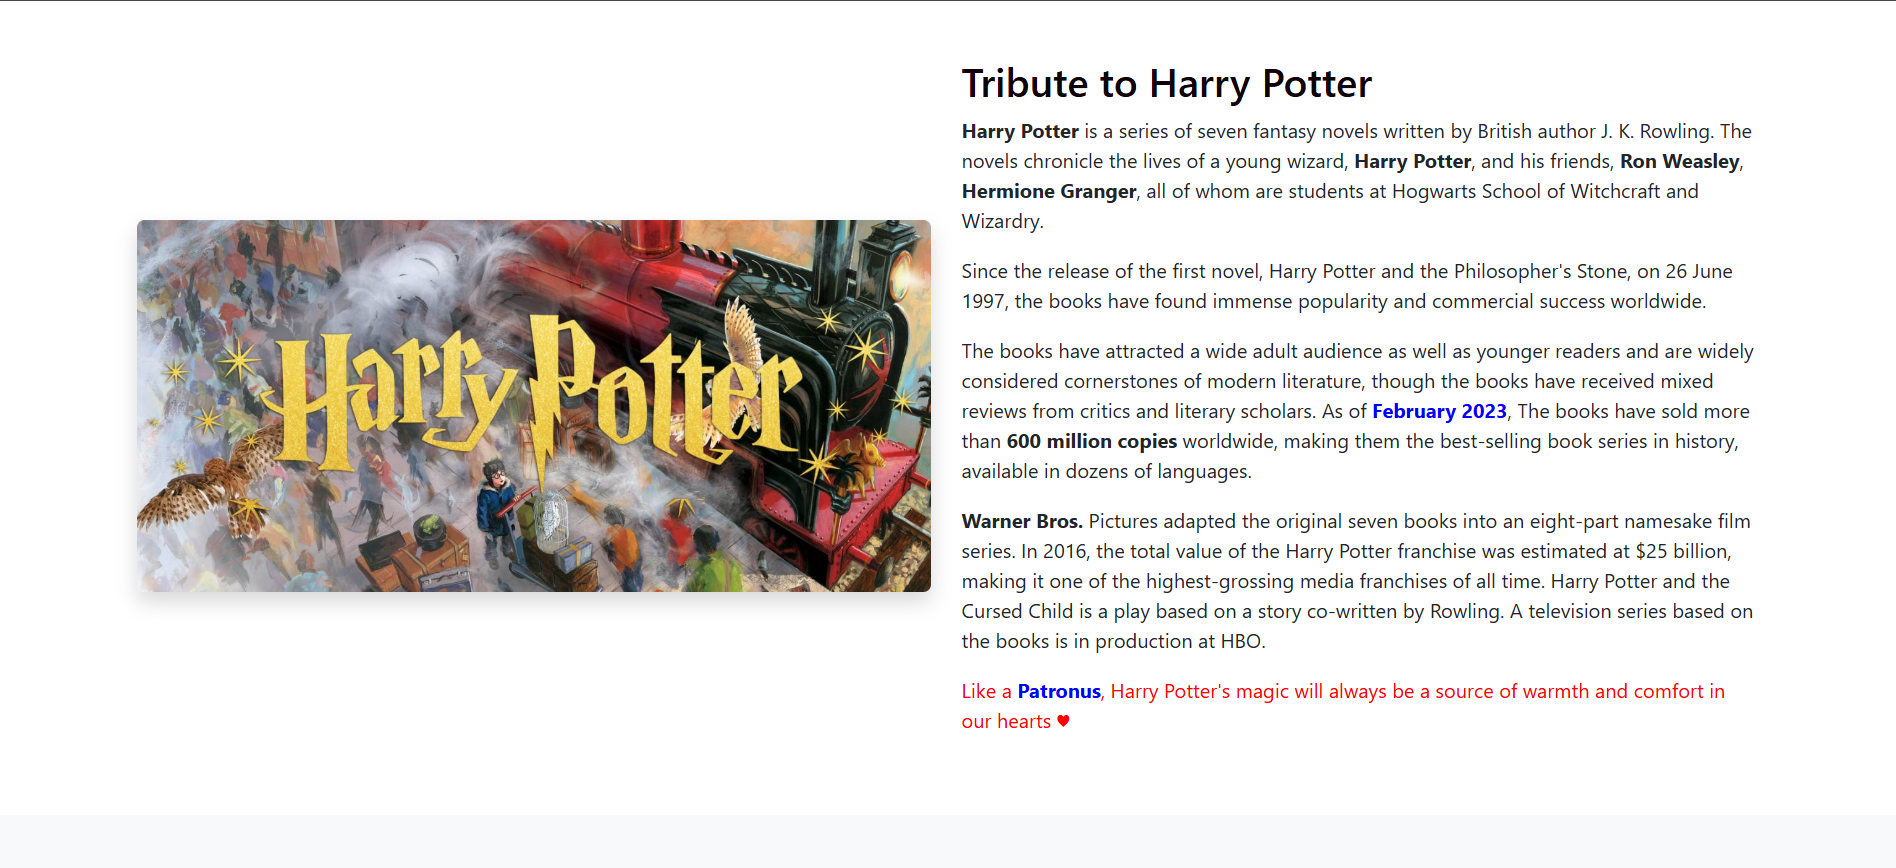 Harry Potter
Tribute to Harry Potter
Harry Potter is a series of seven fantasy novels written by British author J. K. Rowling. The
novels chronicle the lives of a young wizard, Harry Potter, and his friends, Ron Weasley,
Hermione Granger, all of whom are students at Hogwarts School of Witchcraft and
Wizardry.
Since the release of the first novel, Harry Potter and the Philosopher's Stone, on 26 June
1997, the books have found immense popularity and commercial success worldwide.
The books have attracted a wide adult audience as well as younger readers and are widely
considered cornerstones of modern literature, though the books have received mixed
reviews from critics and literary scholars. As of February 2023, The books have sold more
than 600 million copies worldwide, making them the best-selling book series in history,
available in dozens of languages.
Warner Bros. Pictures adapted the original seven books into an eight-part namesake film
series. In 2016, the total value of the Harry Potter franchise was estimated at $25 billion,
making it one of the highest-grossing media franchises of all time. Harry Potter and the
Cursed Child is a play based on a story co-written by Rowling. A television series based on
the books is in production at HBO.
Like a Patronus, Harry Potter's magic will always be a source of warmth and comfort in
our hearts ♥